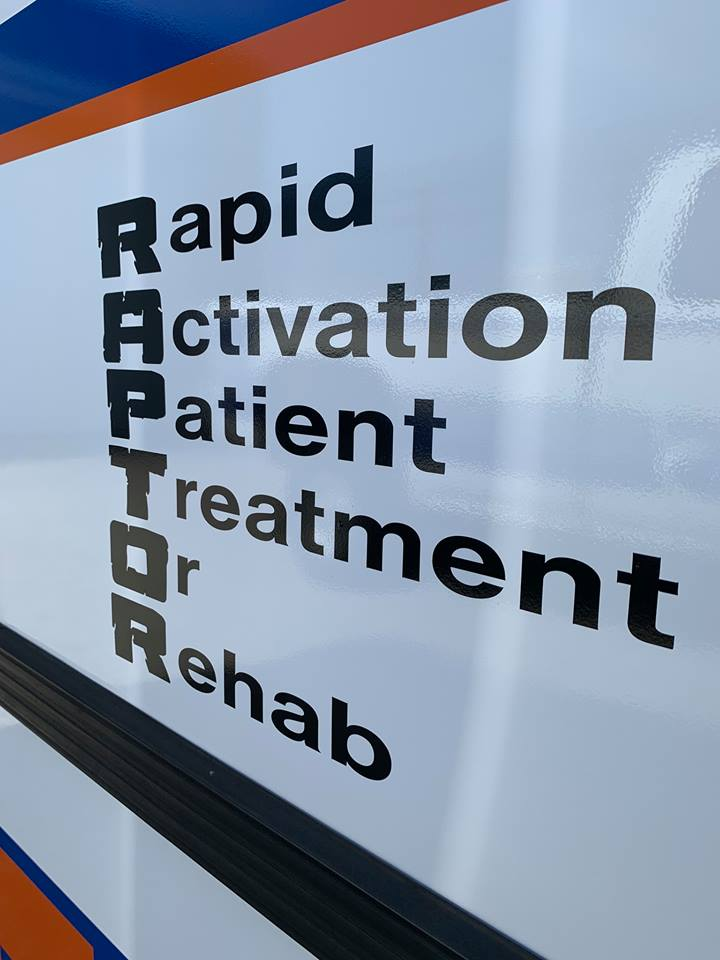 Rapid
Activation
Patient
Treatment
Or
Rehab